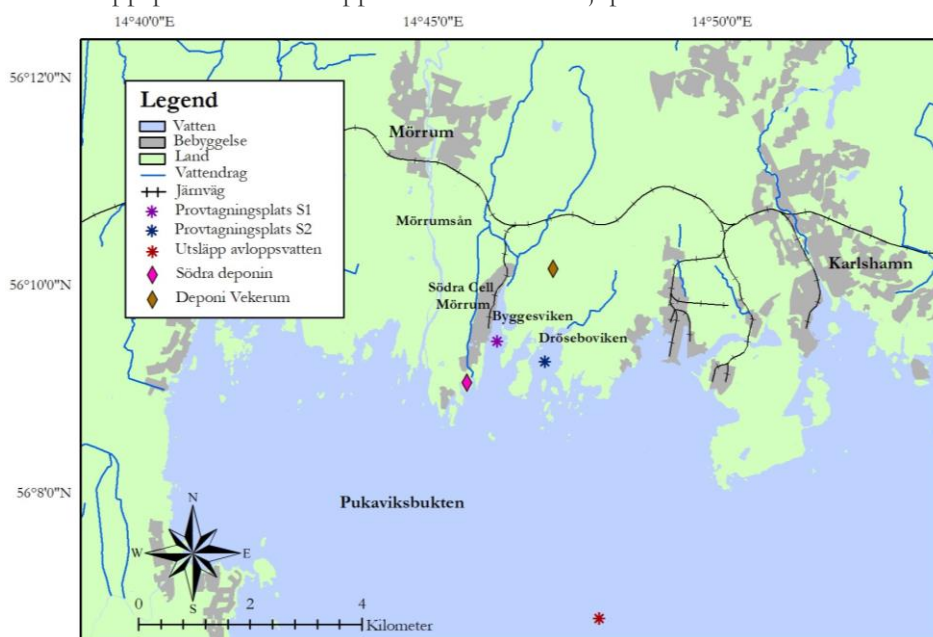 14°40'0"E 14°45'0"E 14°50'0"E
56°12'0"N
56°10'0"N
56°8'0"N
Legend
Vatten
Bebyggelse
Land
Vattendrag
Järnväg
Provtagningsplats S1
Provtagningsplats S2
Utsläpp avloppsvatten
Södra deponin
Deponi Vekerum
Mörrum
Mörrumsån
Karlshamn
Södra Cell
Mörrum
Byggesviken
Dröseboviken
Pukaviksbukten
N
W E
S
0 2 4
Kilometer